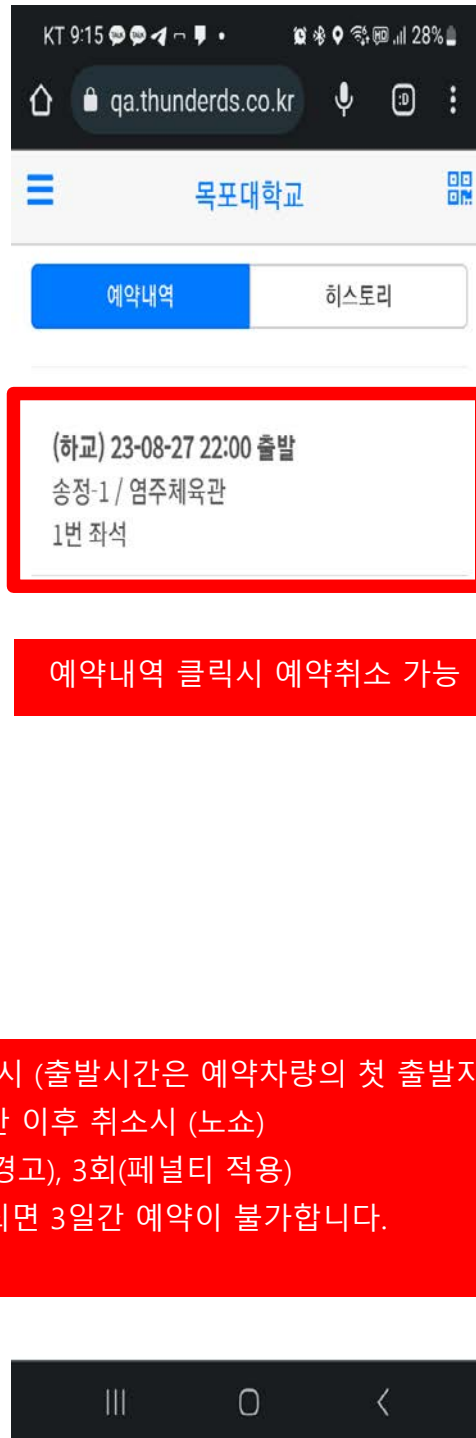 KT 9:15 28%
qa.thunderds.co.kr :D
목포대학교
예약내역 히스토리
(하교) 23-08-27 22:00 출발
송정-1 / 염주체육관
1번 좌석
예약내역 클릭시 예약취소 가능
시 (출발시간은 예약차량의 첫 출발지
이후 취소시 (노쇼)
경고), 3회(페널티 적용)
되면 3일간 예약이 불가합니다.